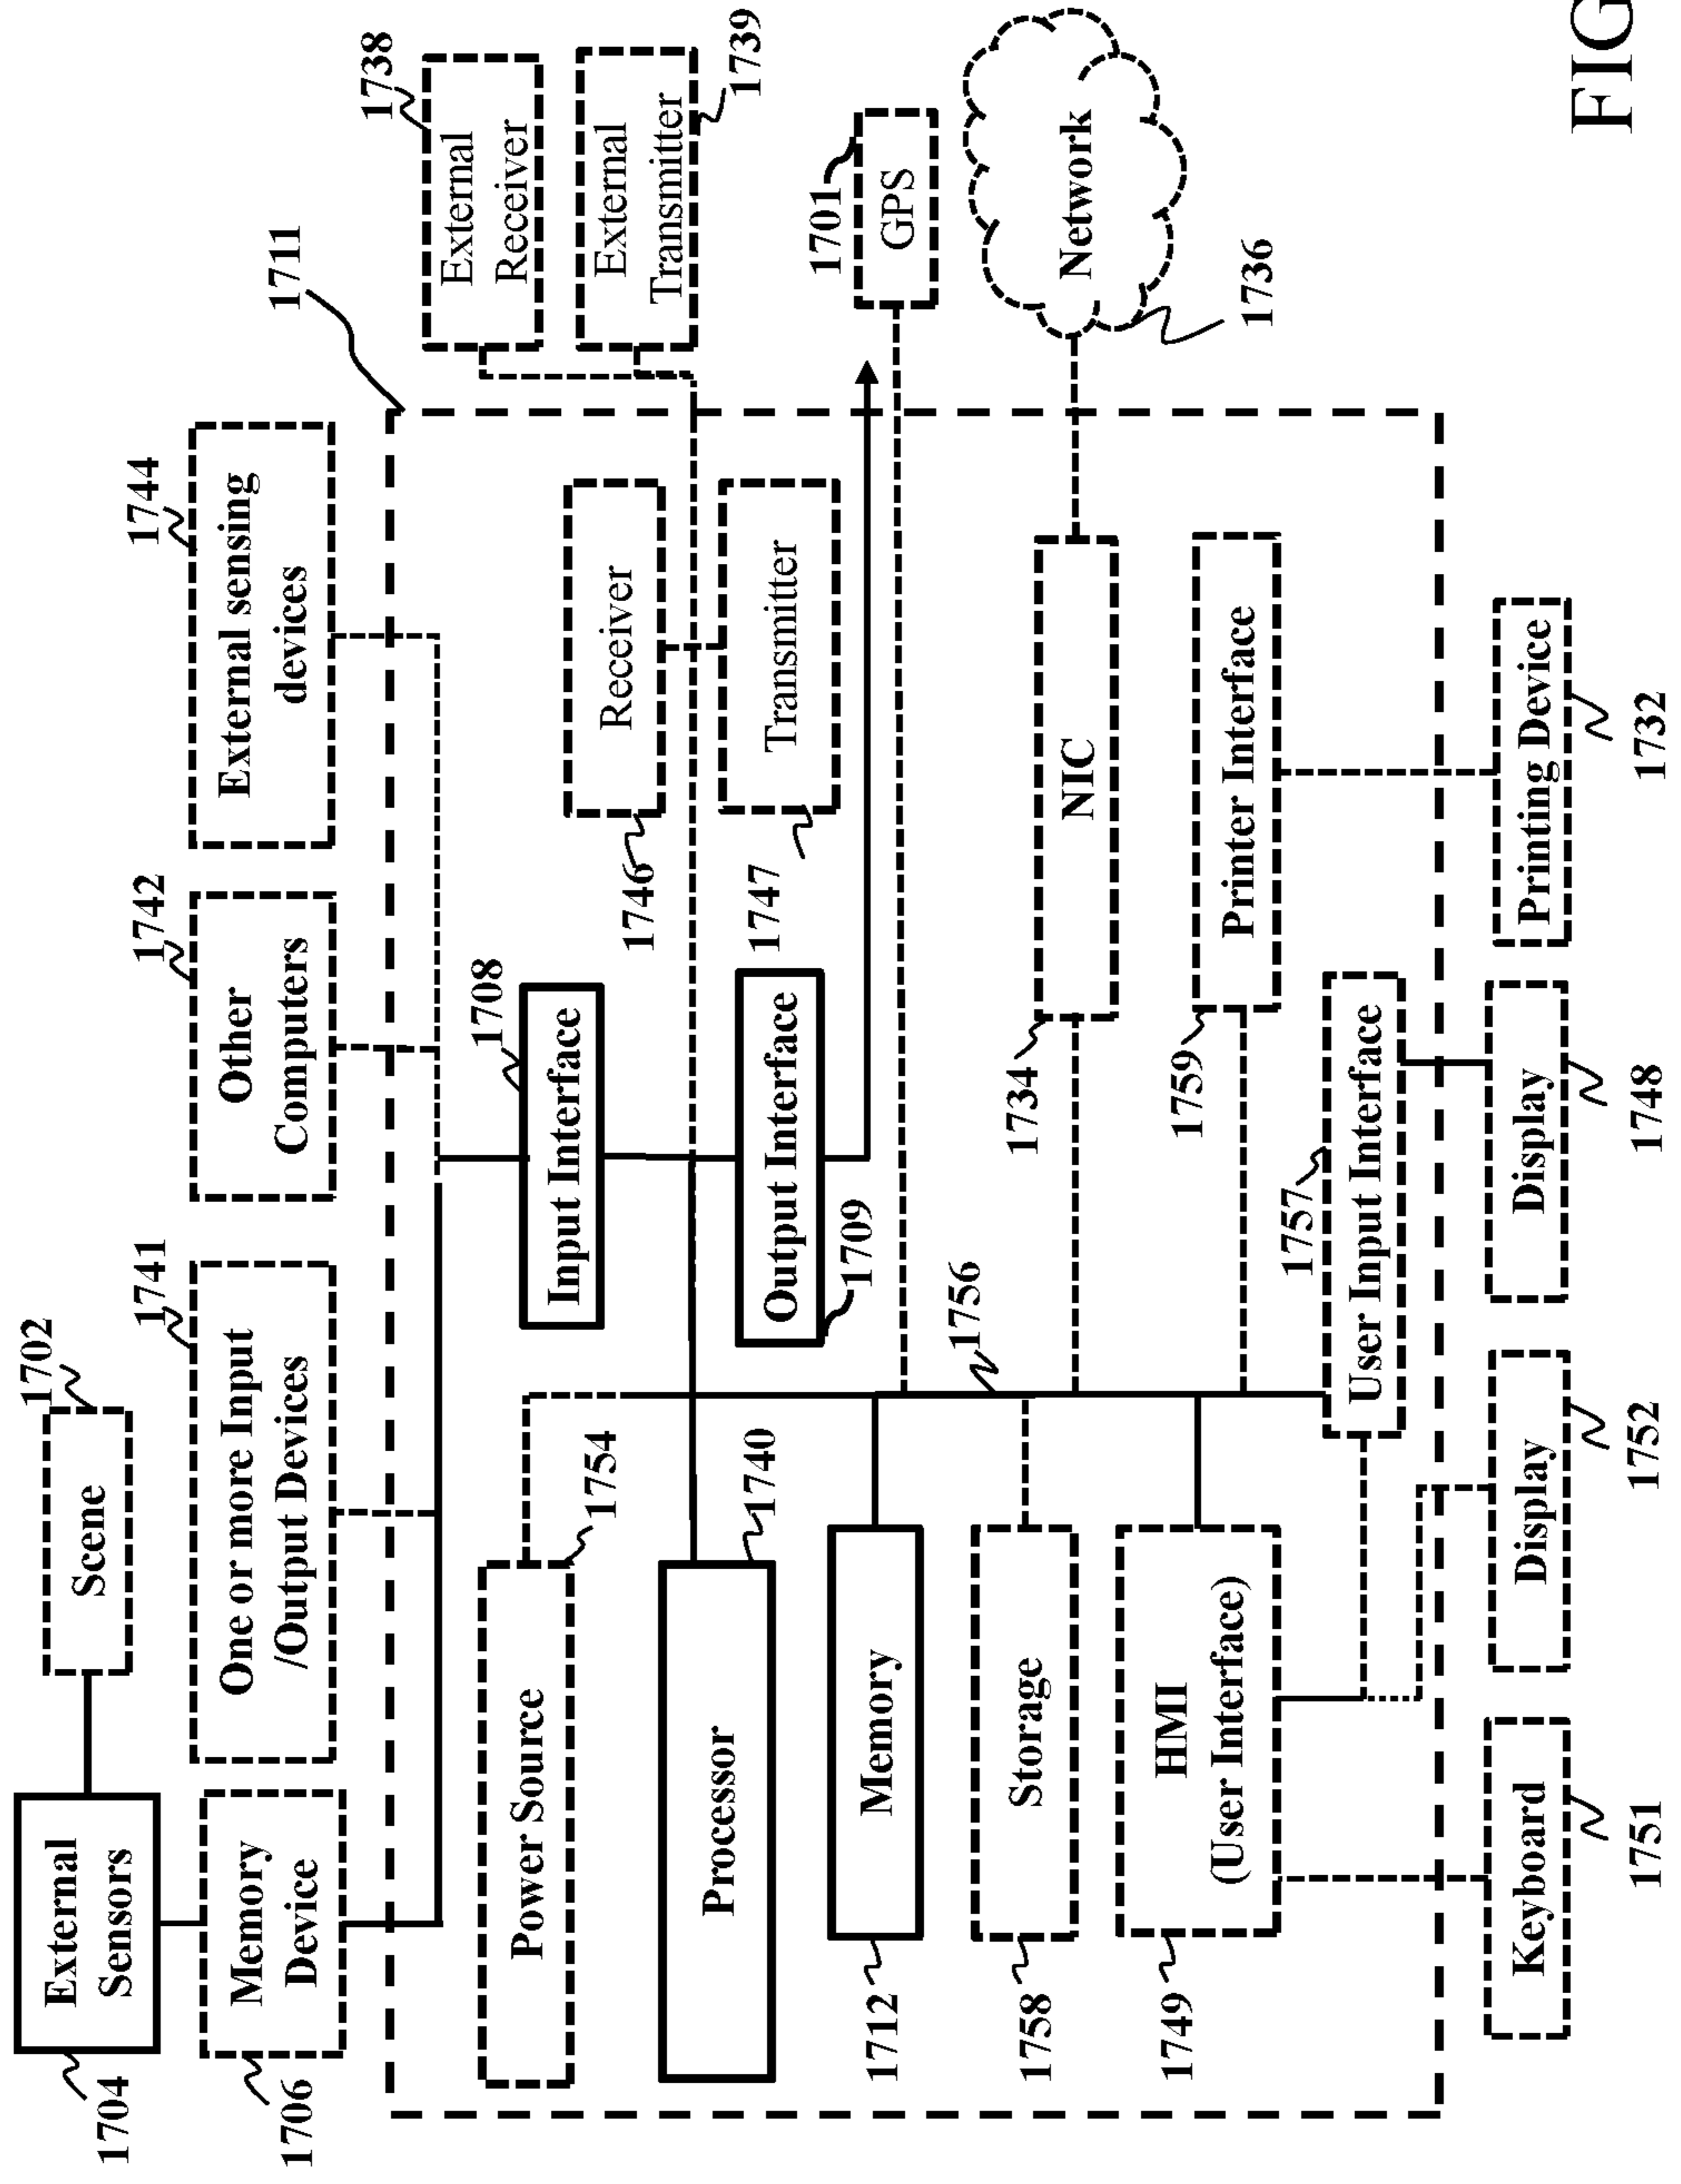 1704
External
Sensors
1702
Scene
1706
Memory
Device
1741
One or more Input
/Output Devices
1742
Other
Computers
1744
External sensing
devices
1711
1738
External
Receiver
External
Transmitter
1739
1701
GPS
Network
1736
1754
Power Source
1708
Input Interface
1746
Receiver
1740
Processor
1709
Output Interface
1747
Transmitter
1712
Memory
1756
1758
Storage
1734
NIC
1749
HMI
(User Interface)
1759
Printer Interface
1757
User Input Interface
Keyboard
1751
Display
1752
Display
1748
Printing Device
1732
FIG